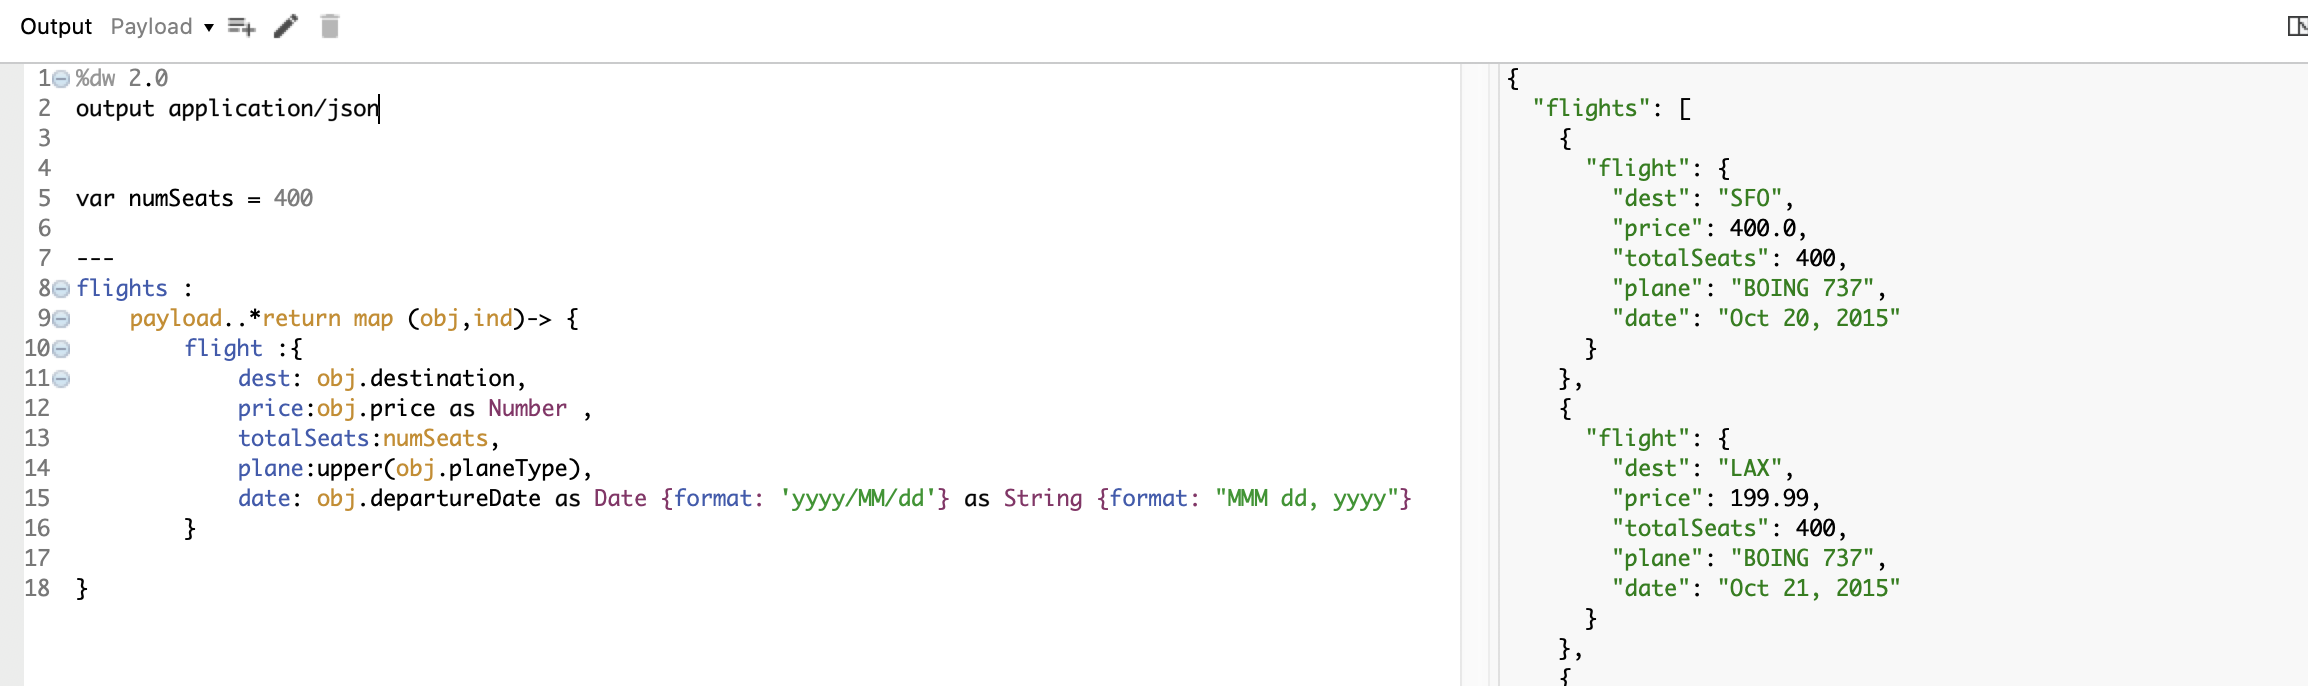 Output Payload
1 %dw 2.0
2 output application/json
3
4
5 var numSeats = 400
6
7 ---
8 flights :
9 payload..*return map (obj,ind)-> {
10 flight :{
11 dest: obj.destination,
12 price:obj.price as Number ,
13 totalSeats:numSeats,
14 plane:upper(obj.planeType),
15 date: obj.departureDate as Date {format: 'yyyy/MM/dd'} as String {format: "MMM dd, yyyy"}
16 }
17
18 }
{
"flights": [
{
"flight": {
"dest": "SFO",
"price": 400.0,
"totalSeats": 400,
"plane": "BOING 737",
"date": "Oct 20, 2015"
}
},
{
"flight": {
"dest": "LAX",
"price": 199.99,
"totalSeats": 400,
"plane": "BOING 737",
"date": "Oct 21, 2015"
}
},
{